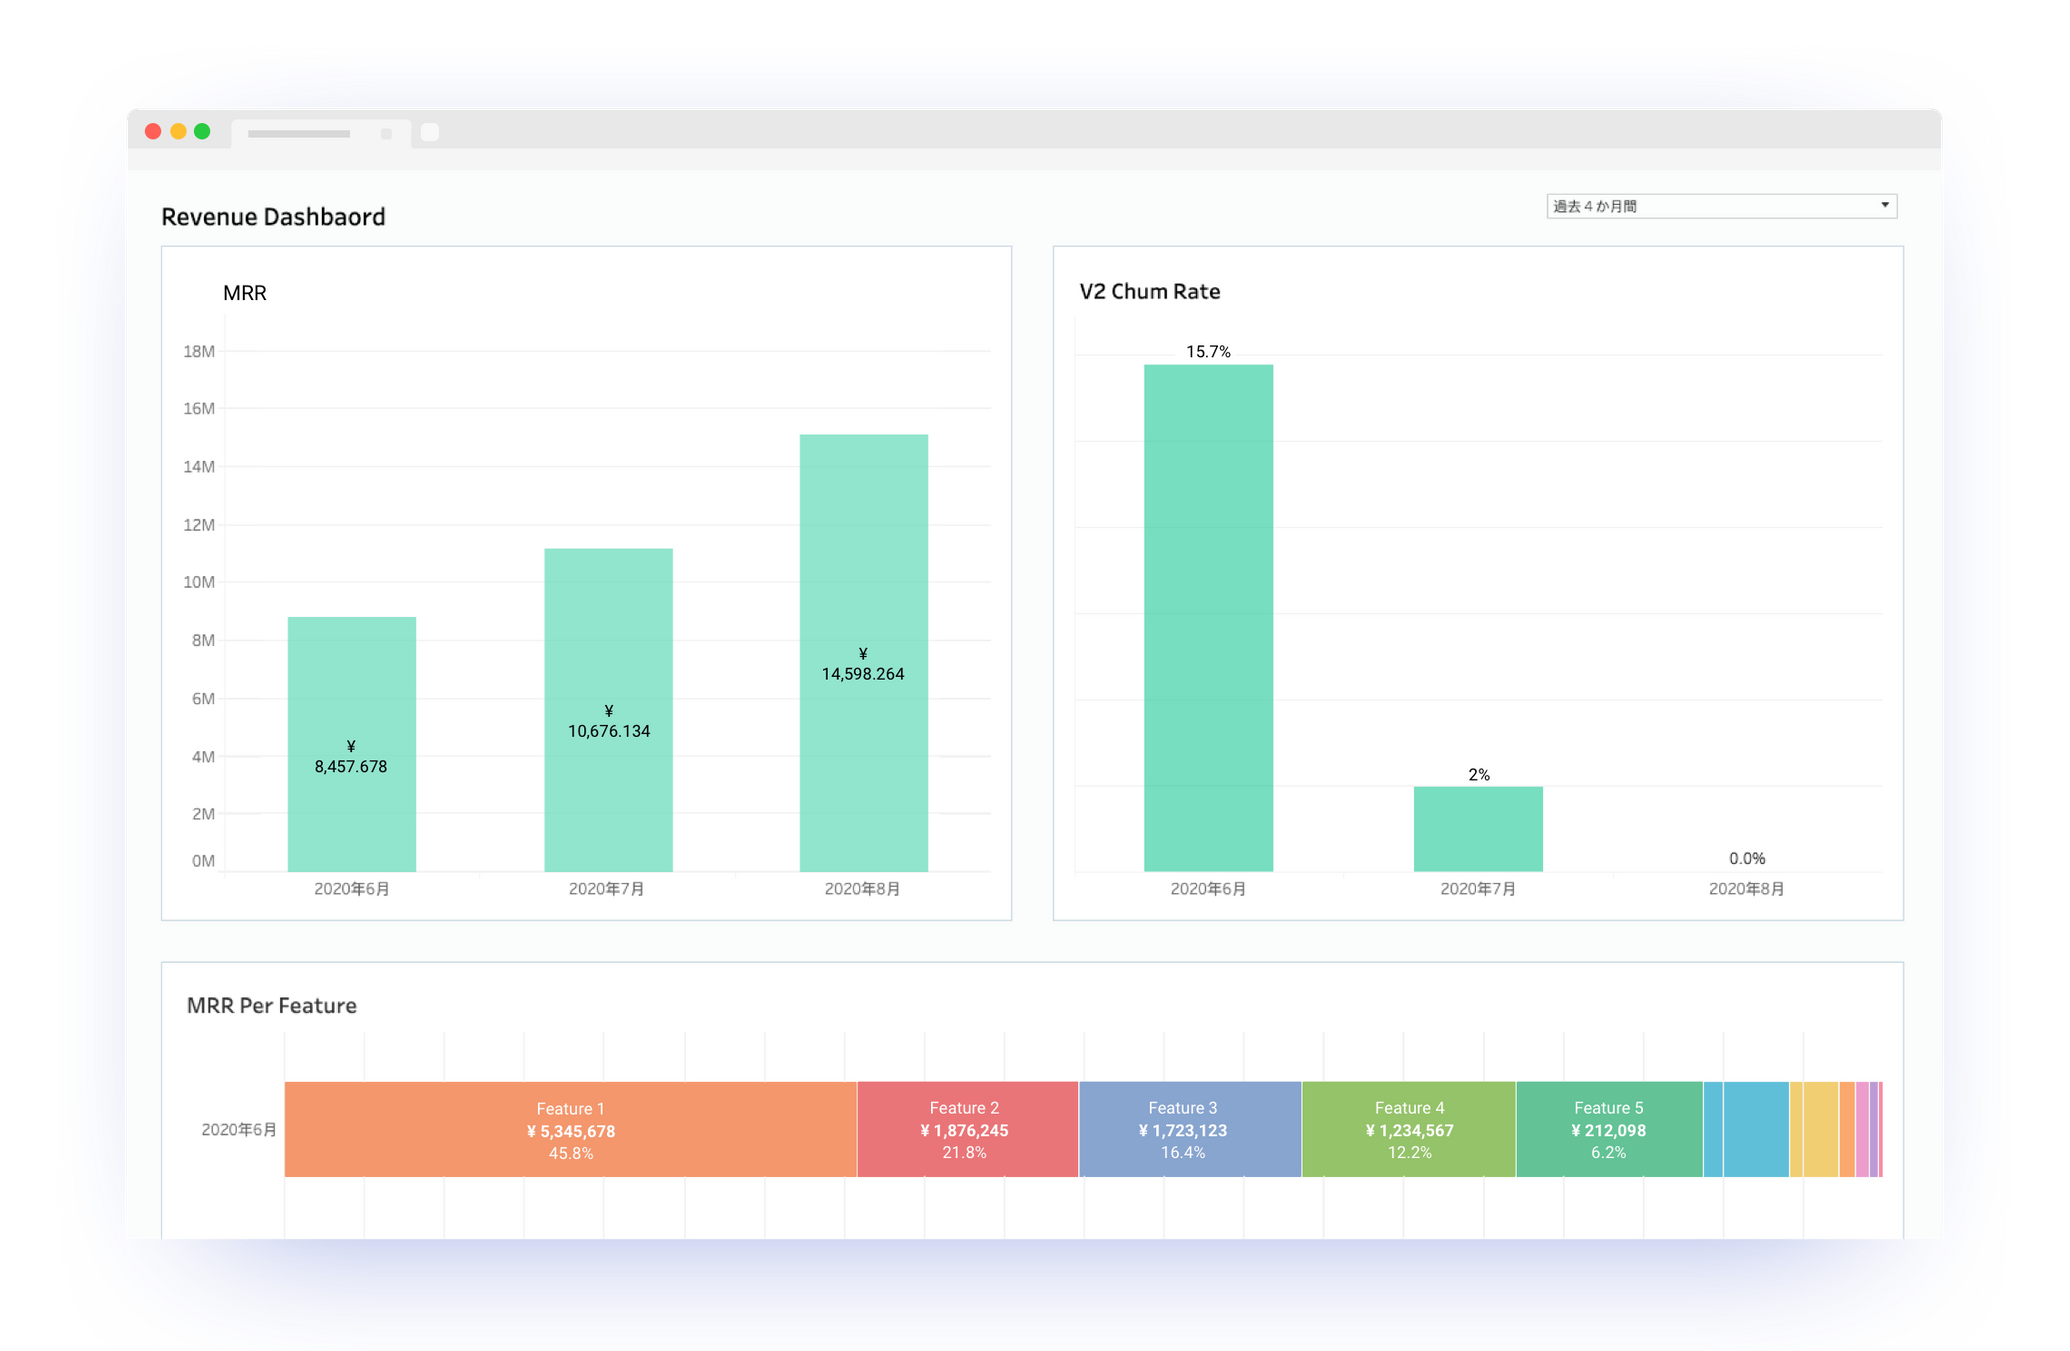 Revenue Dashbaord
過去４か月間
MRR
18M
16M
14M
12M
10M
8M
6M
4M
2M
0M
¥
8,457.678
¥
10,676.134
¥
14,598.264
2020年6月
2020年7月
2020年8月
V2 Chum Rate
15.7%
2%
0.0%
2020年6月
2020年7月
2020年8月
MRR Per Feature
2020年6月
Feature 1
¥ 5,345,678
45.8%
Feature 2
¥ 1,876,245
21.8%
Feature 3
¥ 1,723,123
16.4%
Feature 4
¥ 1,234,567
12.2%
Feature 5
¥ 212,098
6.2%